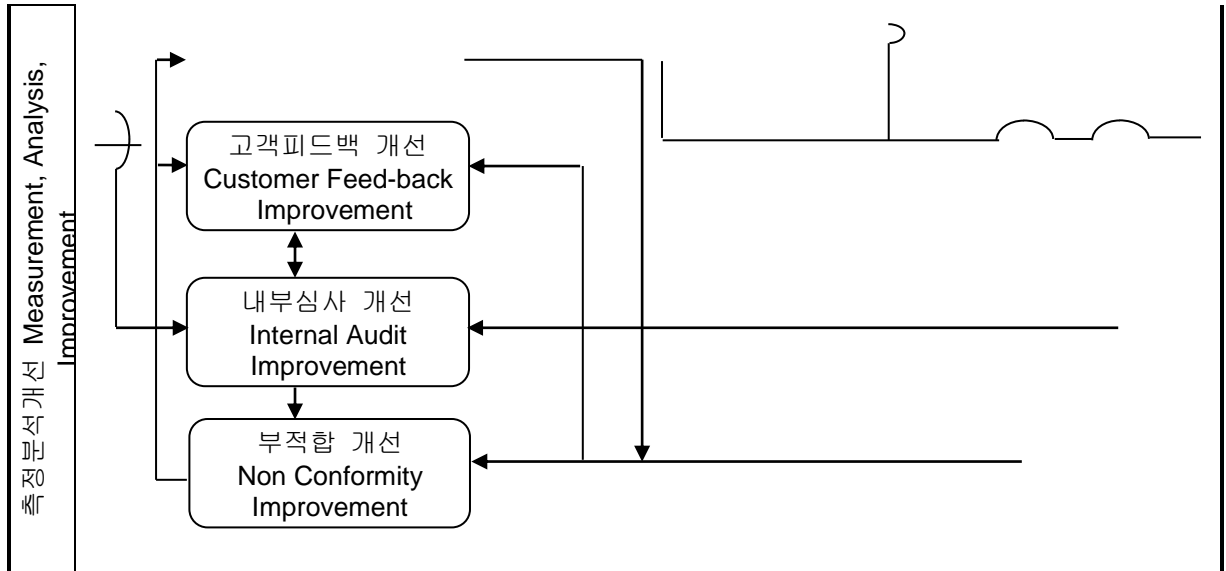 측정분석개선 Measurement, Analysis,
Improvement
고객피드백 개선
Customer Feed-back
Improvement
내부심사 개선
Internal Audit
Improvement
부적합 개선
Non Conformity
Improvement